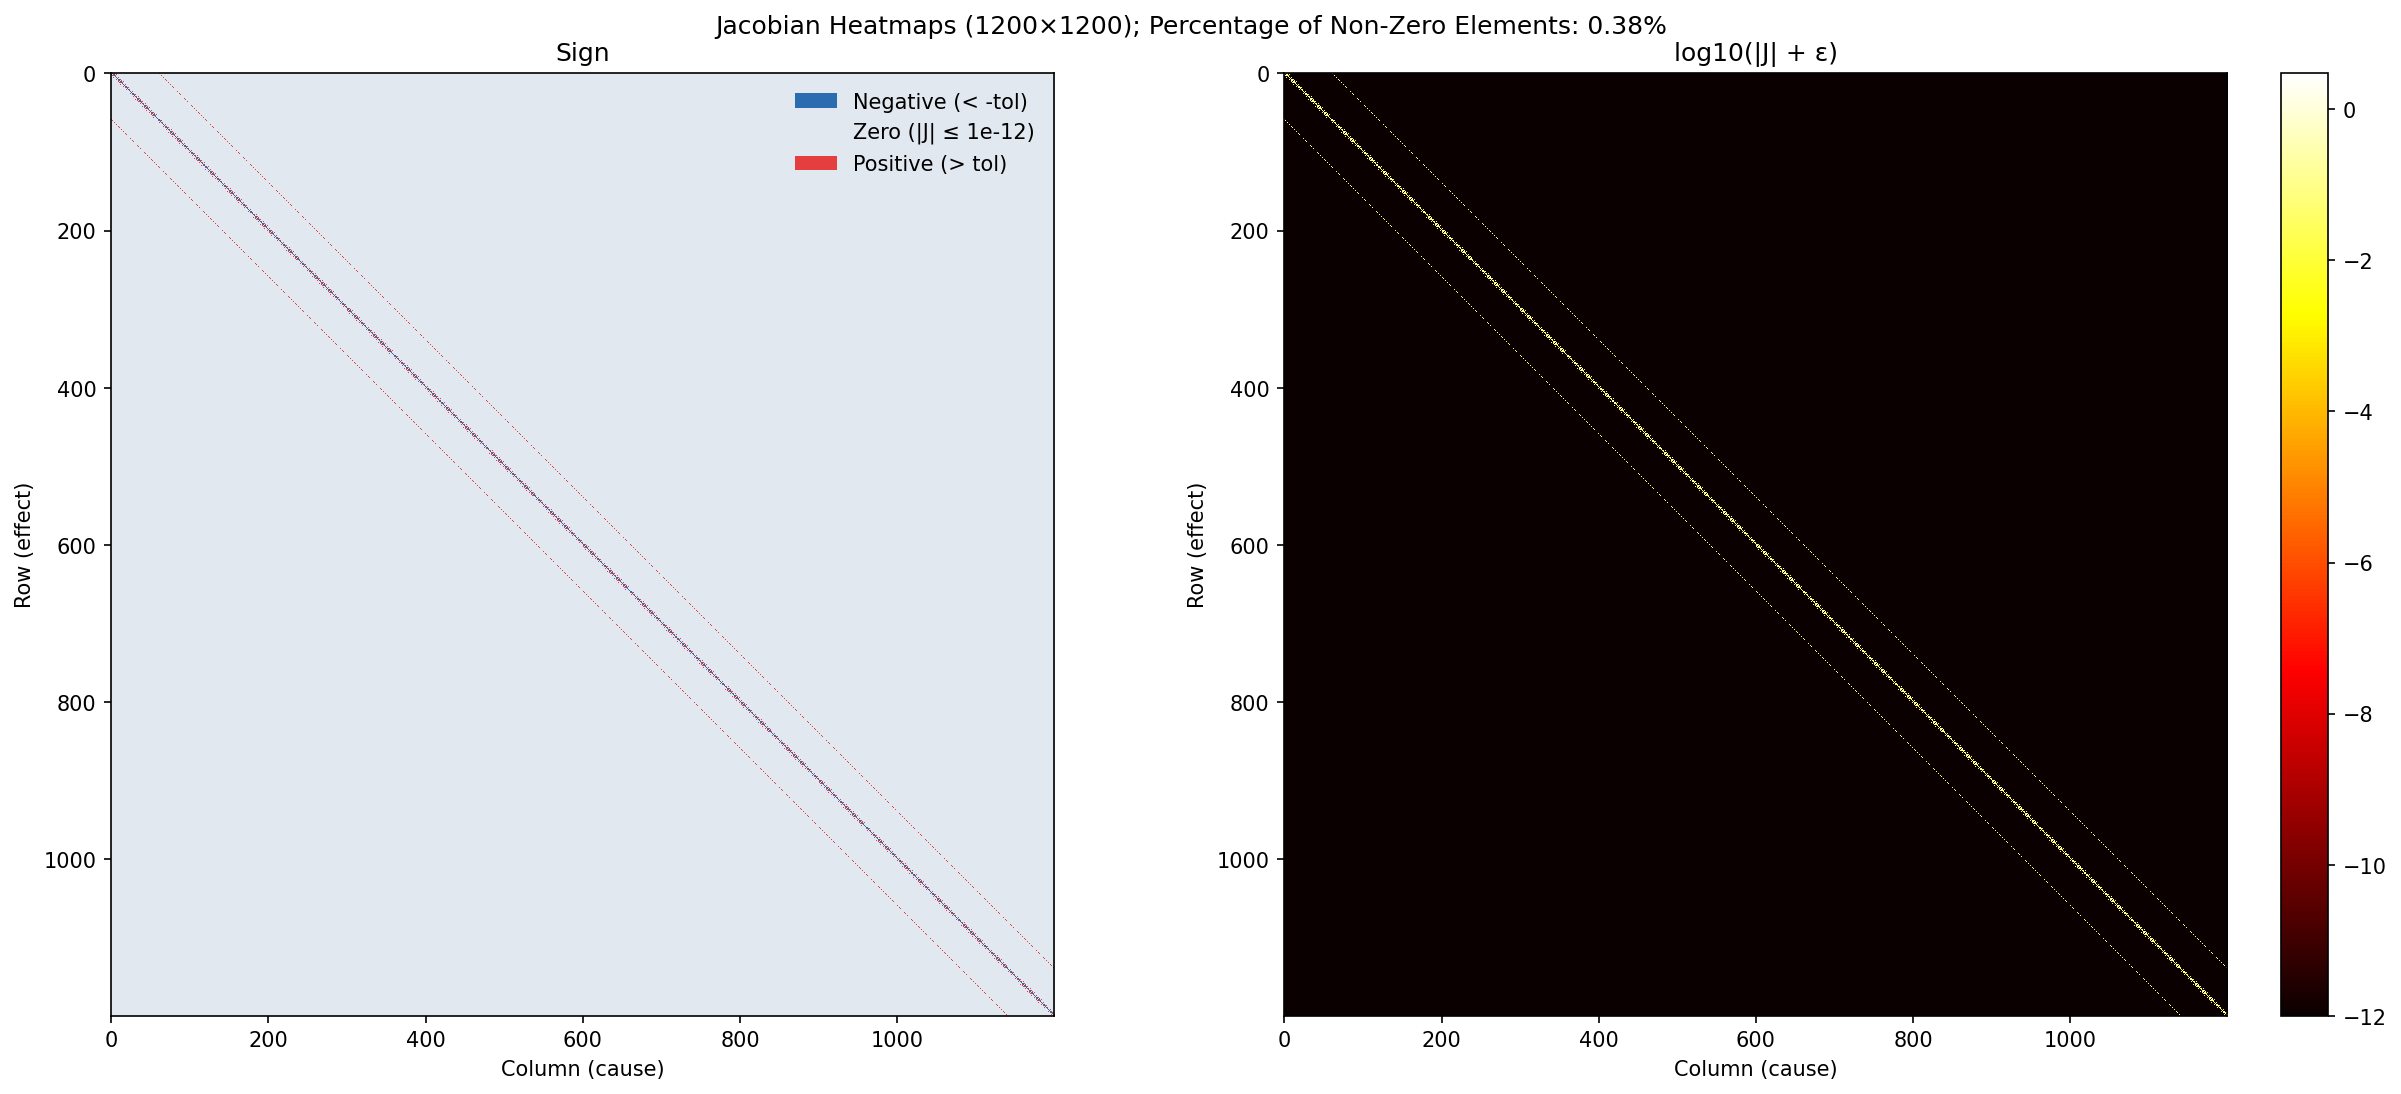 Jacobian Heatmaps (1200×1200); Percentage of Non-Zero Elements: 0.38%
Sign
Negative (< -tol)
Zero (|J| ≤ 1e-12)
Positive (> tol)
0
200
400
600
800
1000
Row (effect)
0 200 400 600 800 1000
Column (cause)
log10(|J| + ε)
0
200
400
600
800
1000
Row (effect)
0 200 400 600 800 1000
Column (cause)
0
−2
−4
−6
−8
−10
−12